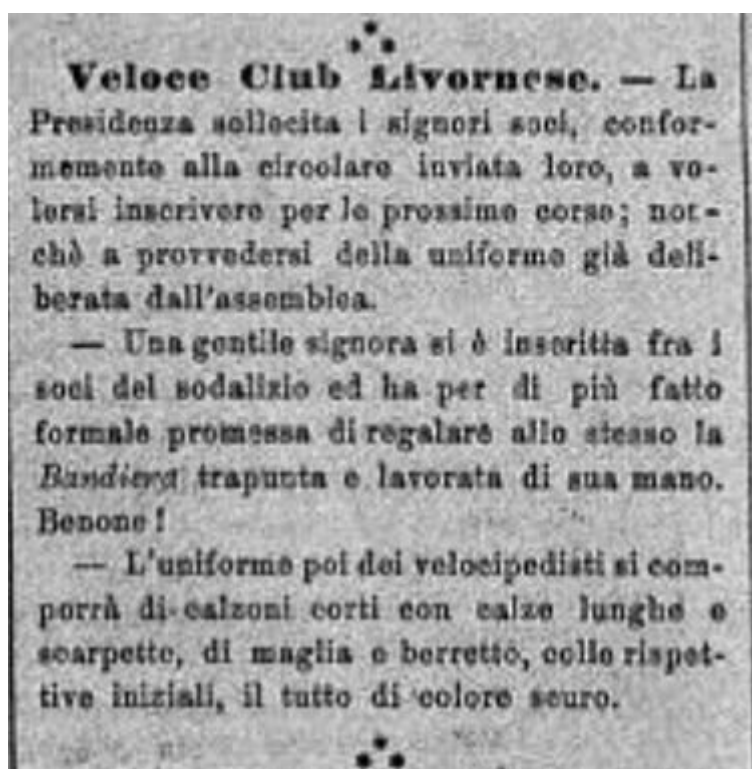 Veloce Club Livornese. — La
Presidenza sollecita i signori soci, confor-
memente alla circolare inviata loro, a vo-
lersi inscrivere per le prossime corse; non-
chè a provvedersi della uniforme già deli-
berata dall'assemblea.
— Una gentile signora si è inscritta fra i
soci del sodalizio ed ha per di più fatto
formale promessa di regalare allo stesso la
Bandiera trapunta e lavorata di sua mano.
Benone!
— L'uniforme poi dei velocipedisti si com-
porrà di calzoni corti con calze lunghe e
scarpette, di maglia e berretto, colle rispet-
tive iniziali, il tutto di colore scuro.